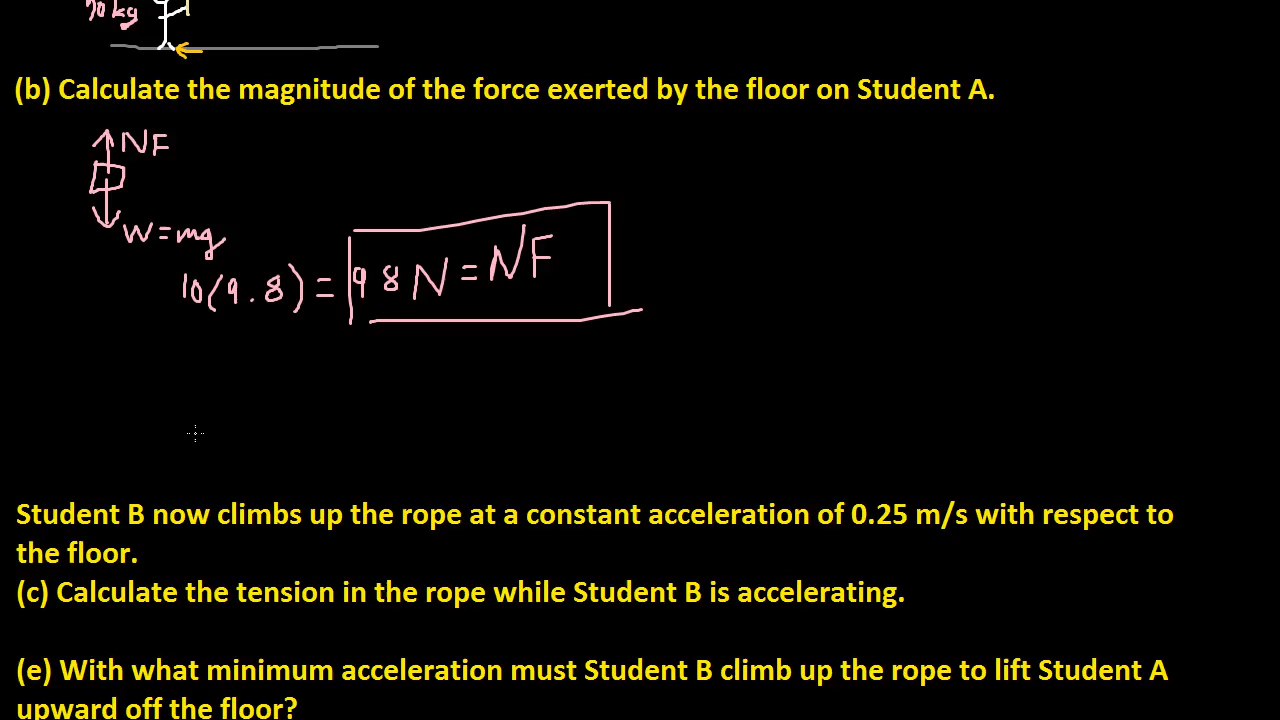 70 kg
(b) Calculate the magnitude of the force exerted by the floor on Student A.
NF
W=mg
10(9.8)= 98N=NF
Student B now climbs up the rope at a constant acceleration of 0.25 m/s with respect to
the floor.
(c) Calculate the tension in the rope while Student B is accelerating.
(e) With what minimum acceleration must Student B climb up the rope to lift Student A
upward off the floor?